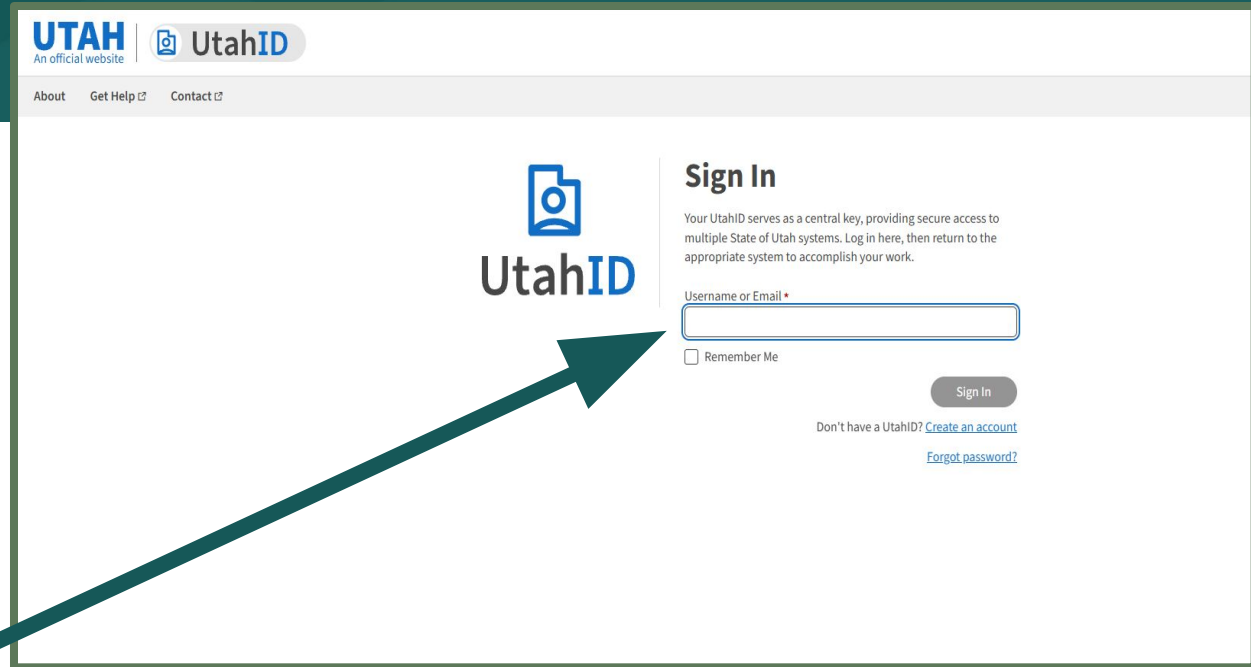 UTAH
An official website
UtahID
About Get Help Contact
UtahID
Sign In
Your UtahID serves as a central key, providing secure access to
multiple State of Utah systems. Log in here, then return to the
appropriate system to accomplish your work.
Username or Email *
Remember Me
Sign In
Don't have a UtahID? Create an account
Forgot password?